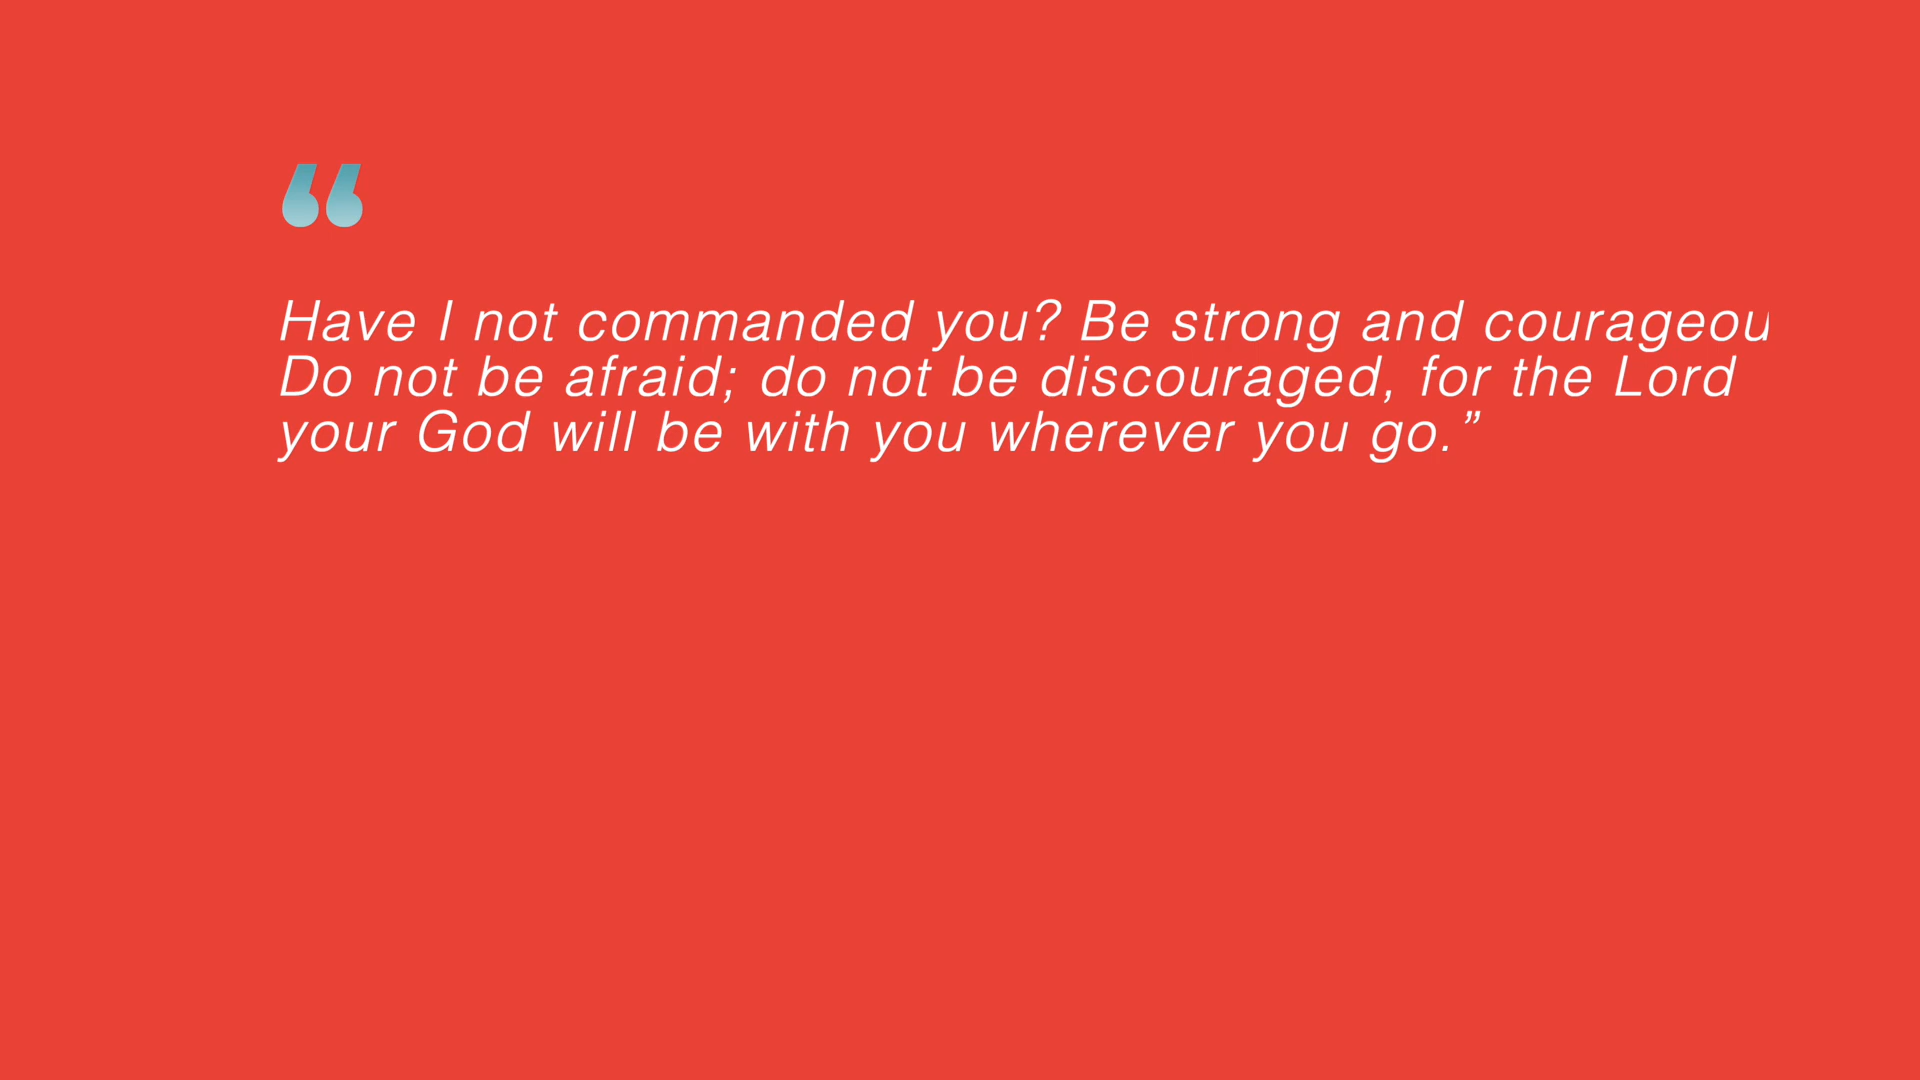 “
Have I not commanded you? Be strong and courageou
Do not be afraid; do not be discouraged, for the Lord
your God will be with you wherever you go.”